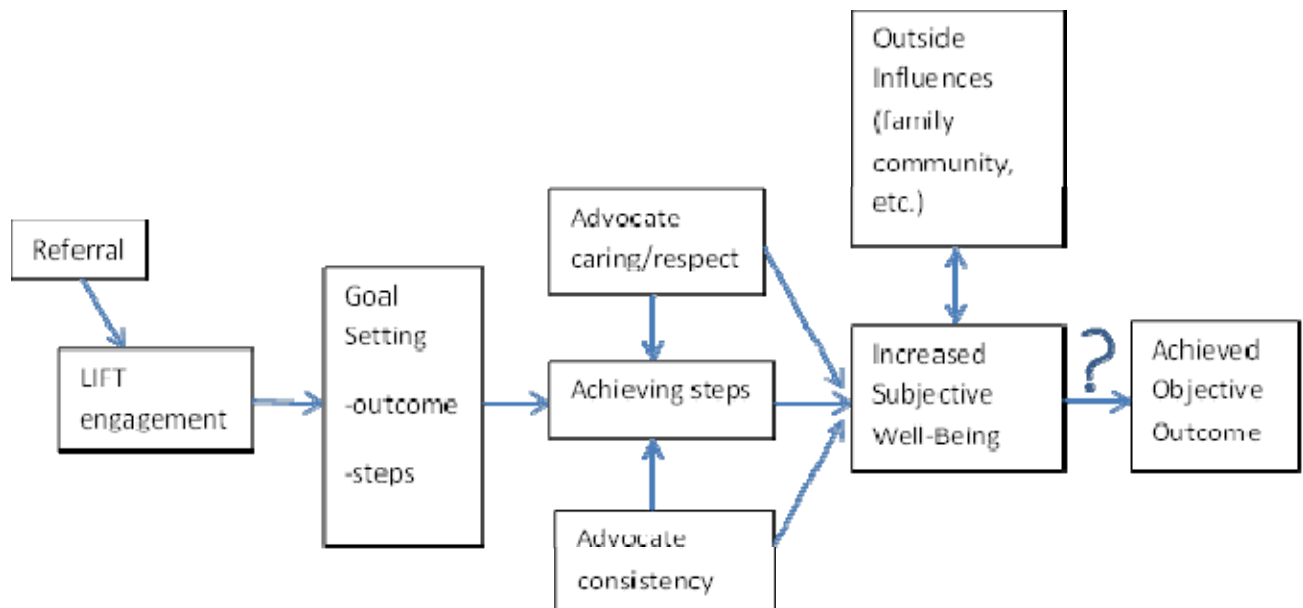 Referral
LIFT
engagement
Goal
Setting
-outcome
-steps
Advocate
caring/respect
Achieving steps
Advocate
consistency
Outside
Influences
(family
community,
etc.)
Increased
Subjective
Well-Being
?
Achieved
Objective
Outcome